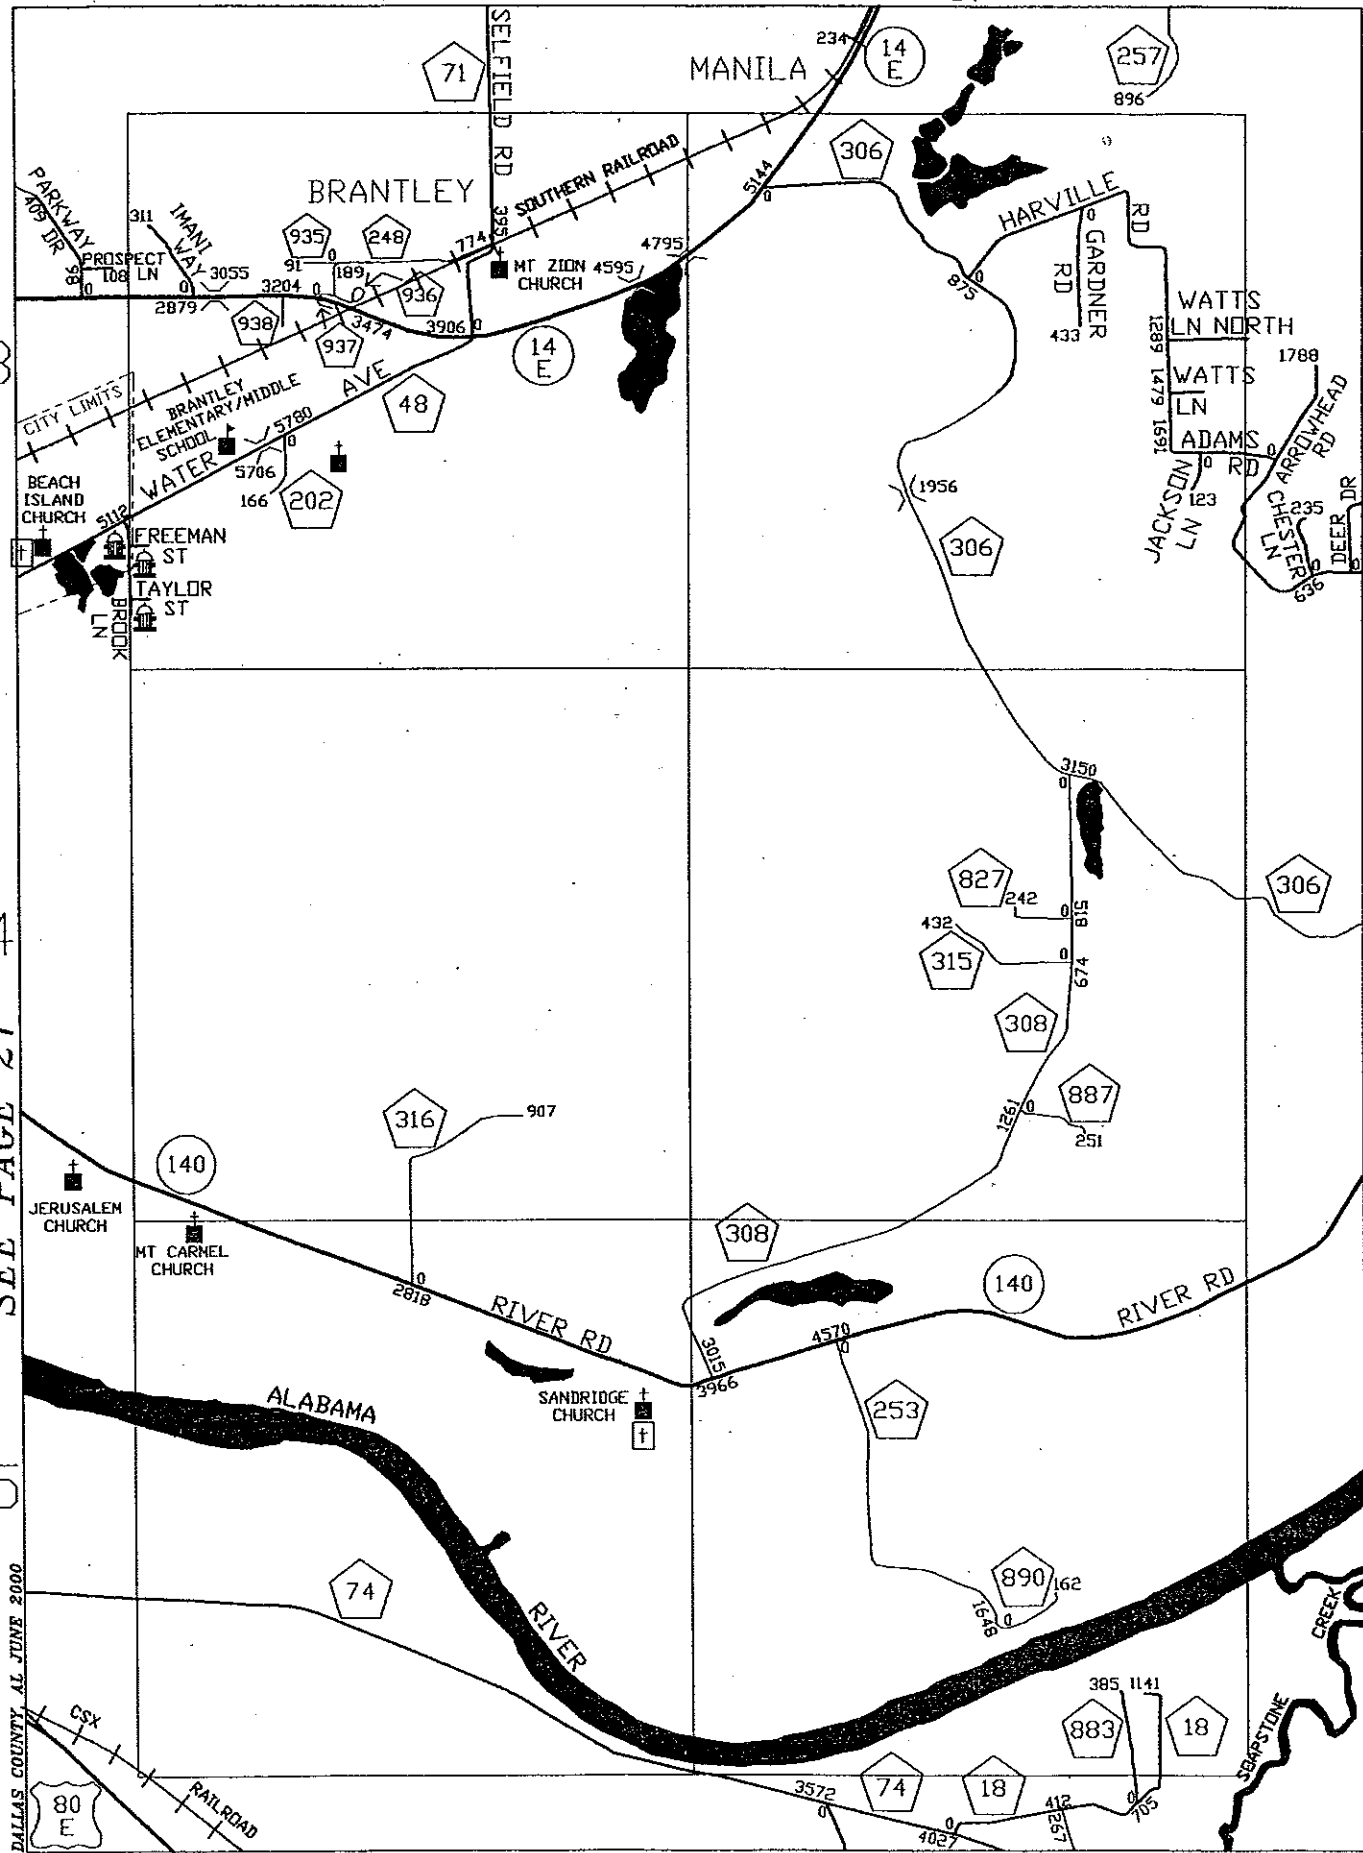 71
SELFIELD RD
MANILA
234
14
E
257
896
306
BRANTLEY
SOUTHERN RAILROAD
5144
0
HARVILLE RD
PARKWAY DR
409
311
IMANI WAY
935
248
395
774
MT ZION
CHURCH
4795
4595
0
875
0
GARDNER RD
433
PROSPECT
LN
108
98
0
0
3055
2879
91
0
189
3204
0
936
938
937
3474
3906
0
14
E
WATTS
LN NORTH
1289
1788
WATTS
LN
1479
CITY LIMITS
BRANTLEY
ELEMENTARY/MIDDLE
SCHOOL
WATER AVE
48
5780
0
5706
166
202
1691
ADAMS
RD
0
0
ARROWHEAD
RD
JACKSON
LN
123
CHESTER
LN
235
DEER DR
0
0
636
BEACH
ISLAND
CHURCH
5112
FREEMAN
ST
TAYLOR
ST
BROOK
LN
1956
306
3150
0
827
242
0
518
306
432
315
0
674
308
887
1261
0
251
SEE PAGE 27
316
907
140
JERUSALEM
CHURCH
MT CARMEL
CHURCH
308
0
2818
RIVER RD
140
RIVER RD
4570
0
3015
3966
SANDRIDGE
CHURCH
253
ALABAMA
RIVER
74
890
162
1648
0
CREEK
SOAPSTONE
385
1141
883
18
CSX
RAILROAD
80
E
3572
0
74
18
412
1267
0
705
0
4027
DALLAS COUNTY, AL JUNE 2000